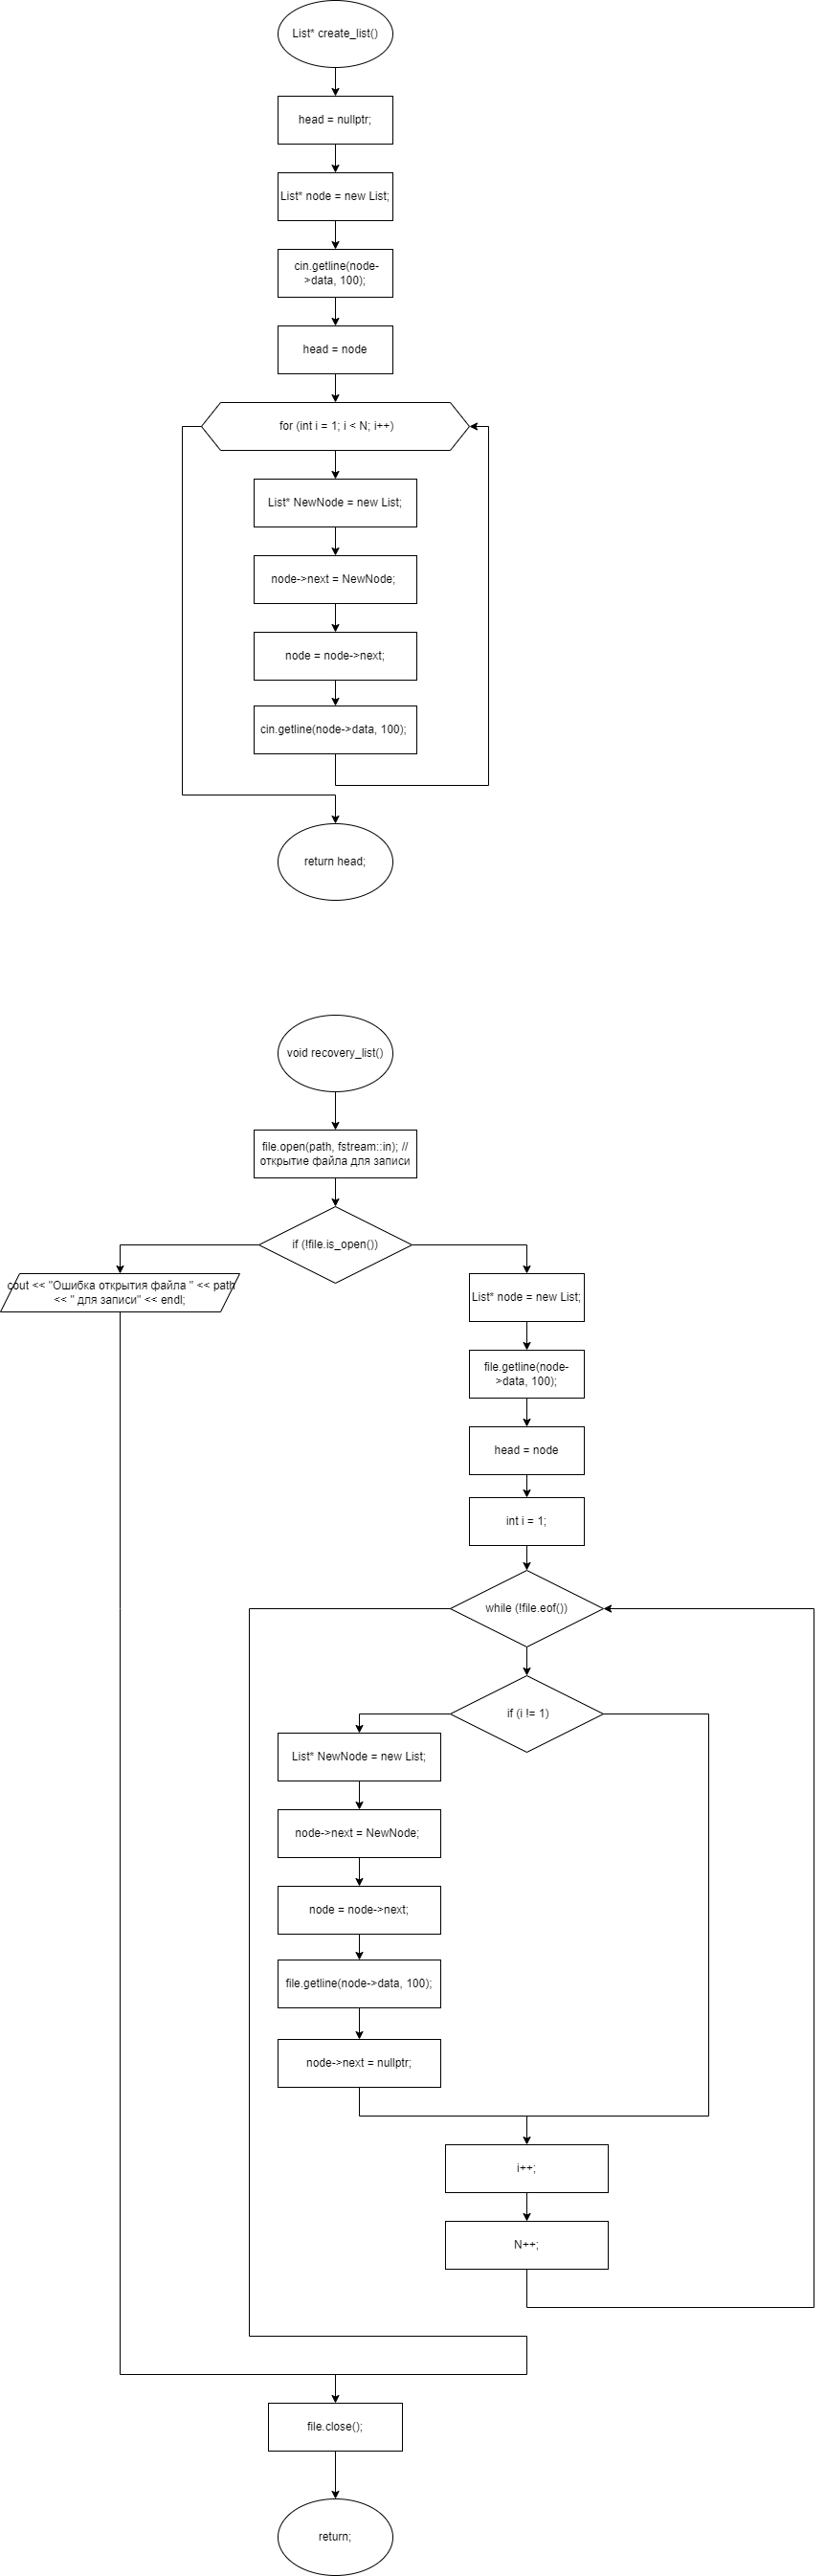 List* create_list()
head = nullptr;
List* node = new List;
cin.getline(node-
>data, 100);
head = node
for (int i = 1; i < N; i++)
List* NewNode = new List;
node->next = NewNode;
node = node->next;
cin.getline(node->data, 100);
return head;
void recovery_list()
file.open(path, fstream::in); //
открытие файла для записи
if (!file.is_open())
cout << "Ошибка открытия файла " << path
<< " для записи" << endl;
List* node = new List;
file.getline(node-
>data, 100);
head = node
int i = 1;
while (!file.eof())
if (i != 1)
List* NewNode = new List;
node->next = NewNode;
node = node->next;
file.getline(node->data, 100);
node->next = nullptr;
i++;
N++;
file.close();
return;